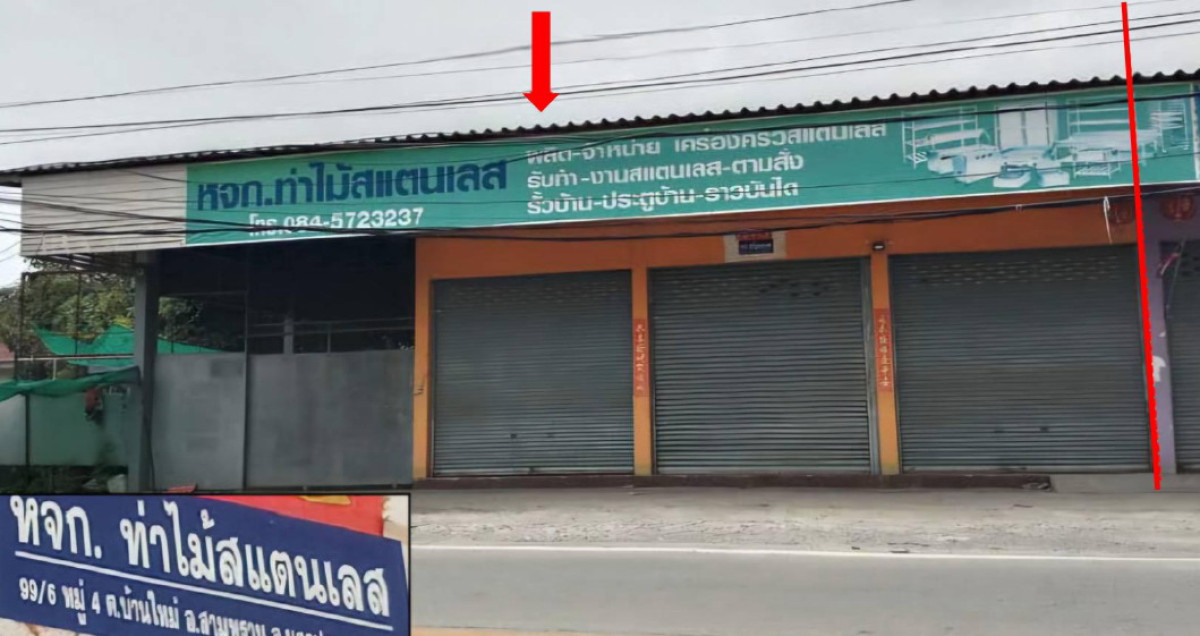 หจก.ท่าไม้สแตนเลส
โทร.084-5723237
ผลิต-จำหน่าย เครื่องครัวสแตนเลส
รับทำ-งานสแตนเลส-ตามสั่ง
รั้วบ้าน-ประตูบ้าน-ราวบันได
หจก. ท่าไม้สแตนเลส
99/6 หมู่ 4 ต.บ้านใหม่ อ.สามพราน